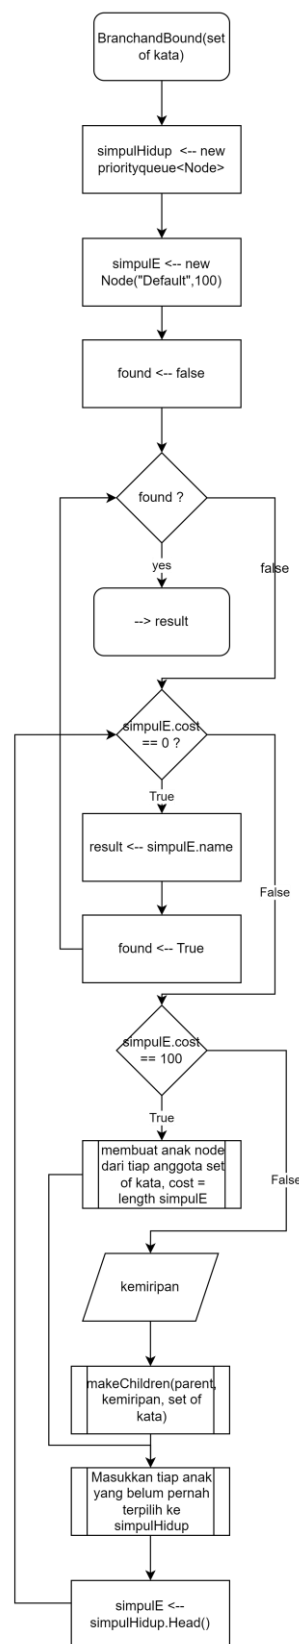 BranchandBound(set
of kata)
simpulHidup <-- new
priorityqueue<Node>
simpulE <-- new
Node("Default",100)
found <-- false
found ?
yes
false
--> result
simpulE.cost
== 0 ?
True
result <-- simpulE.name
False
found <-- True
simpulE.cost
== 100
True
membuat anak node
dari tiap anggota set
of kata, cost =
length simpulE
False
kemiripan
makeChildren(parent,
kemiripan, set of
kata)
Masukkan tiap anak
yang belum pernah
terpilih ke
simpulHidup
simpulE <--
simpulHidup.Head()